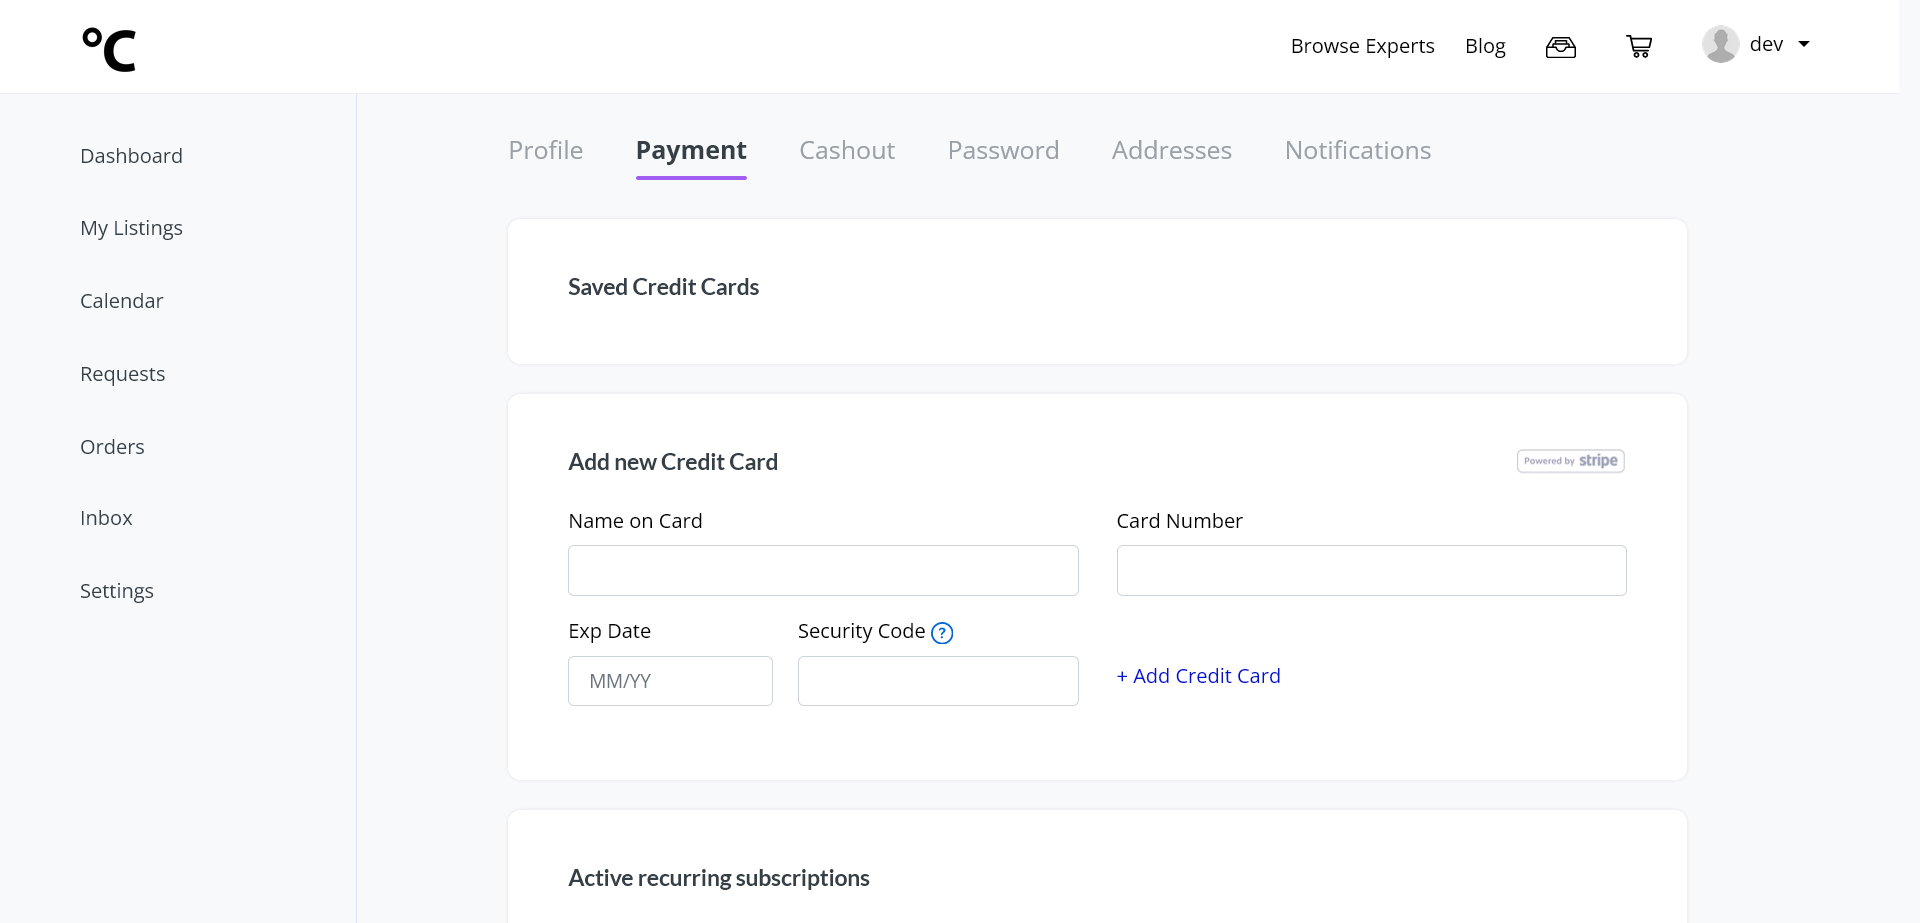 °C
Browse Experts
Blog
dev
Dashboard
My Listings
Calendar
Requests
Orders
Inbox
Settings
Profile
Payment
Cashout
Password
Addresses
Notifications
Saved Credit Cards
Add new Credit Card
Powered by stripe
Name on Card
Card Number
Exp Date
Security Code ?
MM/YY
+ Add Credit Card
Active recurring subscriptions